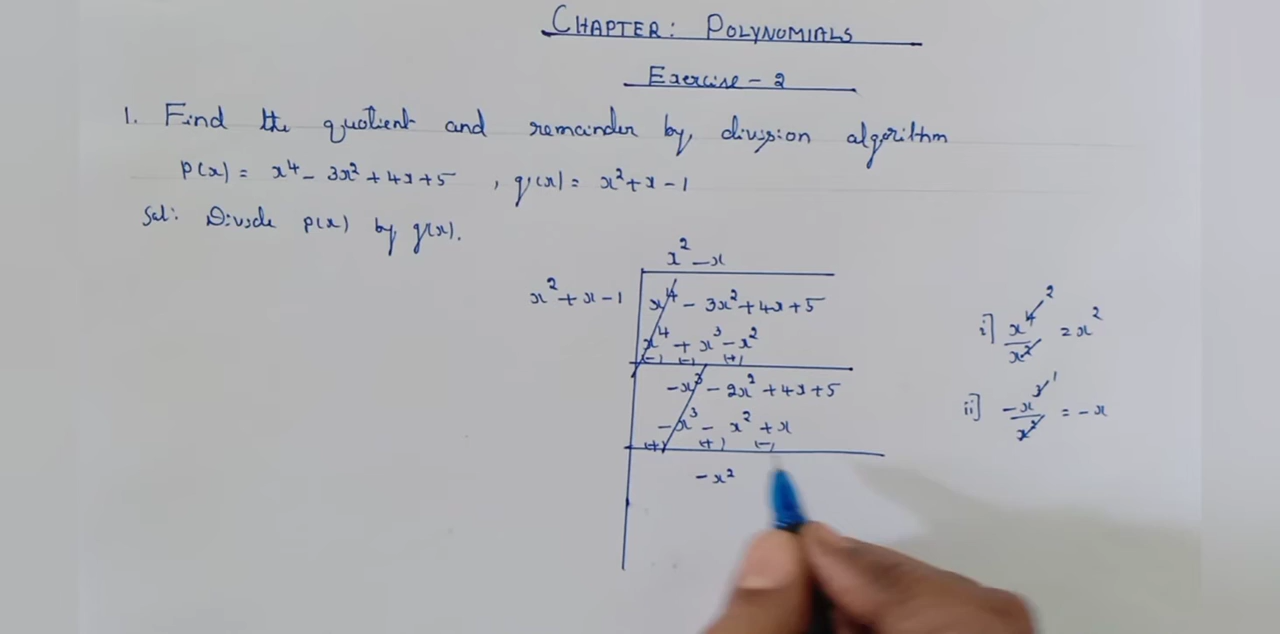 CHAPTER: POLYNOMIALS
Exercise - 2
1. Find the quotient and remainder by division algorithm
p(x) = x⁴ - 3x² + 4x + 5 , g(x) = x² + x - 1
Sol: Divide p(x) by g(x).
x² - x
x² + x - 1 x⁴ - 3x² + 4x + 5
x⁴ + x³ - x²
(-) (-) (+)
-x³ - 2x² + 4x + 5
-x³ - x² + x
(+) (+) (-)
-x²
i] x⁴/x² 2 = x²
ii] -x³/x² 1 = -x